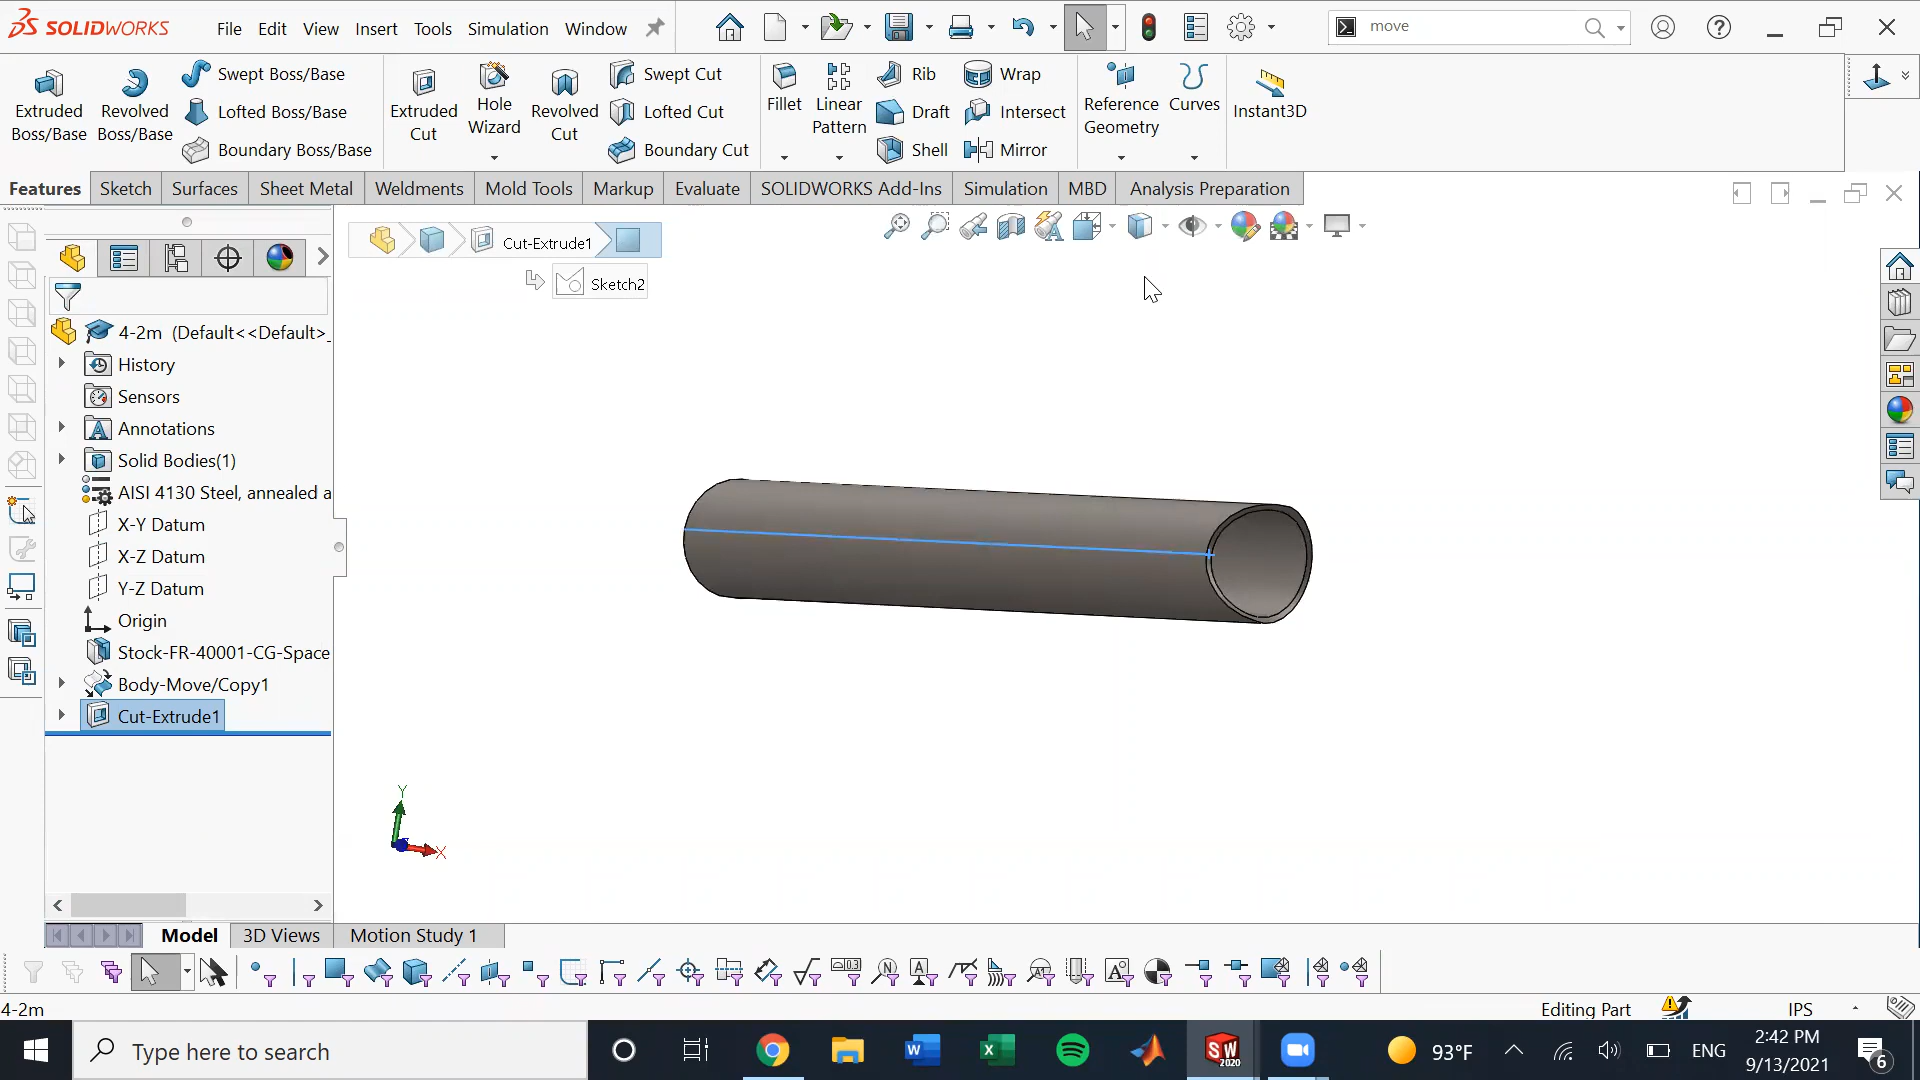 SOLIDWORKS
File Edit View Insert Tools Simulation Window
move
Extruded Boss/Base
Revolved Boss/Base
Swept Boss/Base
Lofted Boss/Base
Boundary Boss/Base
Extruded Cut
Hole Wizard
Revolved Cut
Swept Cut
Lofted Cut
Boundary Cut
Fillet
Linear Pattern
Rib
Draft
Shell
Wrap
Intersect
Mirror
Reference Geometry
Curves
Instant3D
Features Sketch Surfaces Sheet Metal Weldments Mold Tools Markup Evaluate SOLIDWORKS Add-Ins Simulation MBD Analysis Preparation
Cut-Extrude1
Sketch2
4-2m (Default<<Default>_
History
Sensors
Annotations
Solid Bodies(1)
AISI 4130 Steel, annealed a
X-Y Datum
X-Z Datum
Y-Z Datum
Origin
Stock-FR-40001-CG-Space
Body-Move/Copy1
Cut-Extrude1
Y
X
Model 3D Views Motion Study 1
4-2m
Editing Part
IPS
Type here to search
SW
2020
93°F
ENG
2:42 PM
9/13/2021
6